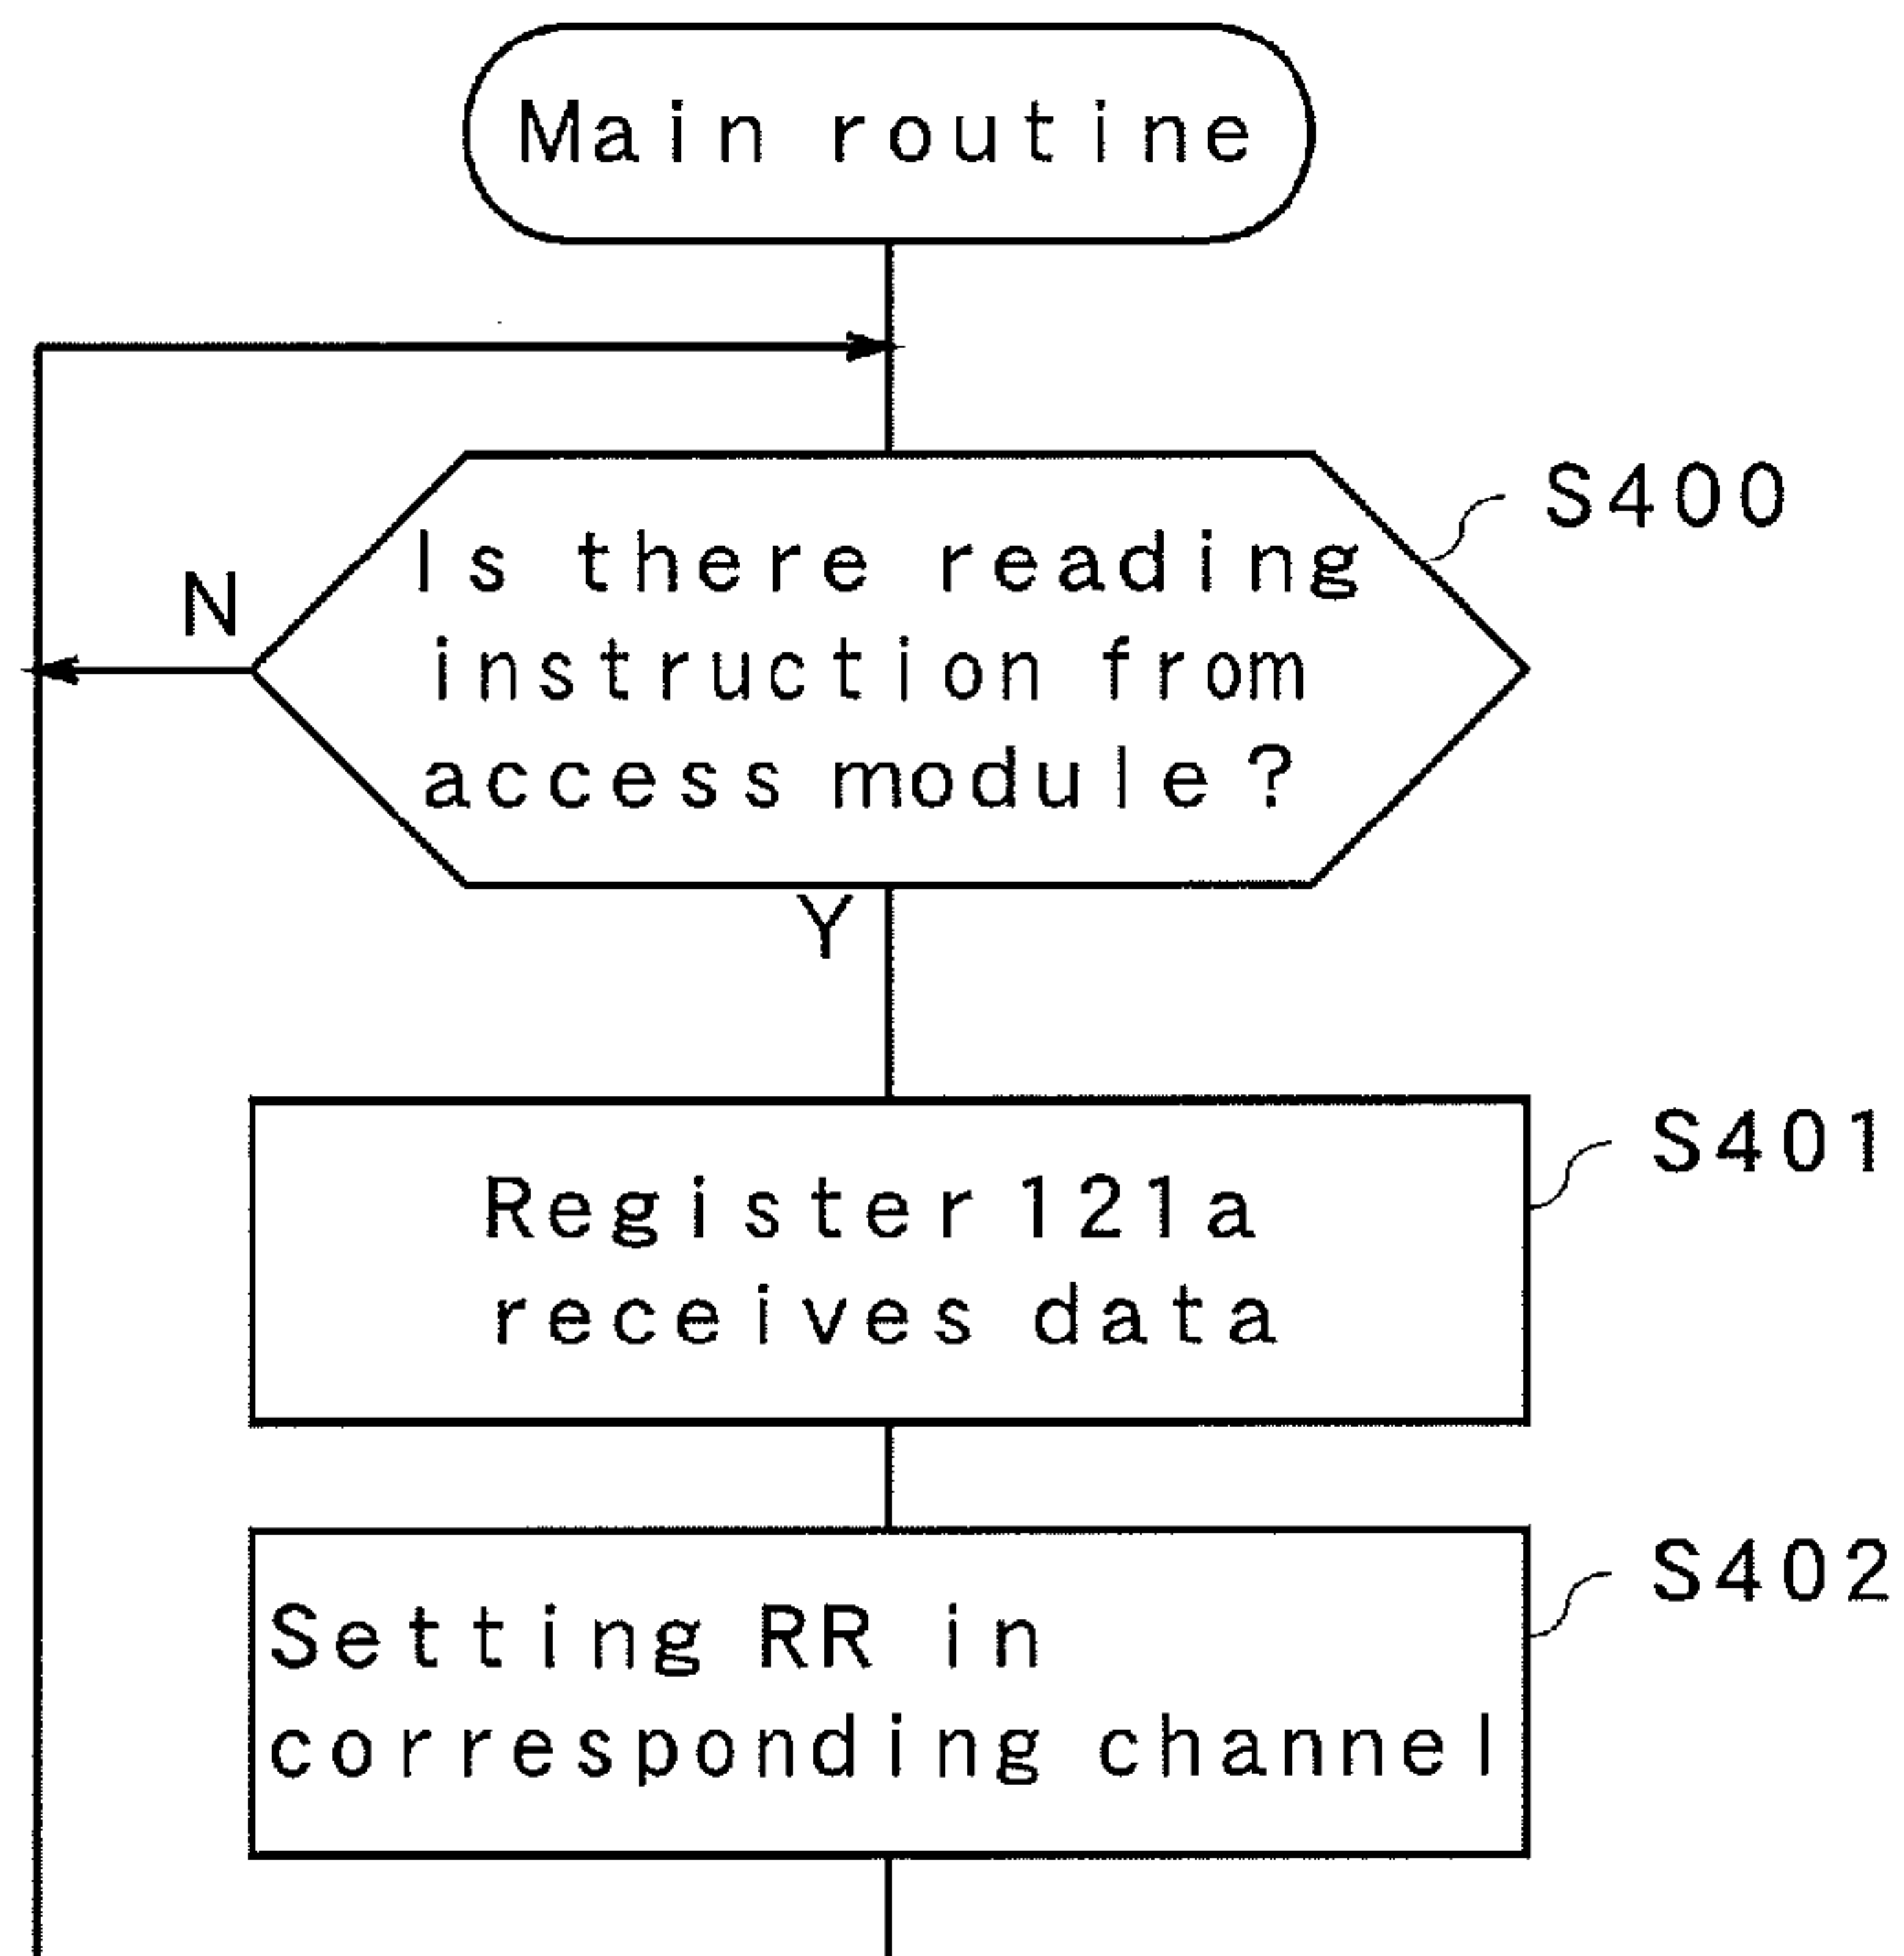 Main routine
S400
Is there reading
N
instruction from
access module?
Y
S401
Register 121a
receives data
S402
Setting RR in
corresponding channel